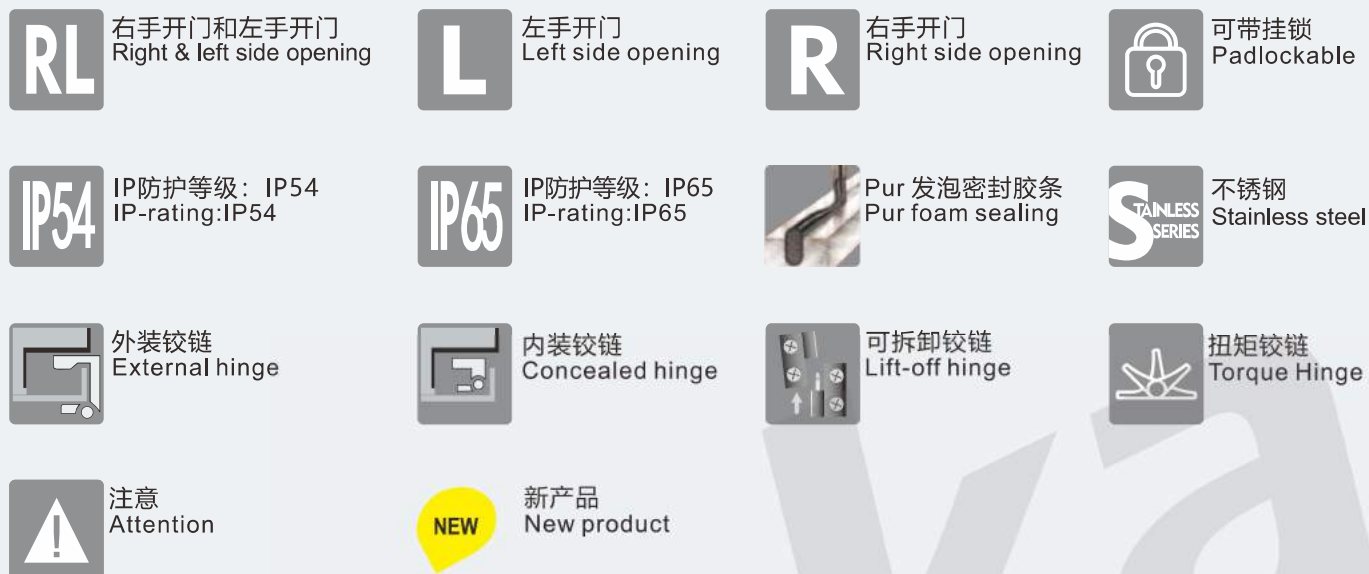 RL
右手开门和左手开门
Right & left side opening
L
左手开门
Left side opening
R
右手开门
Right side opening
可带挂锁
Padlockable
IP54
IP防护等级：IP54
IP-rating:IP54
IP65
IP防护等级：IP65
IP-rating:IP65
Pur 发泡密封胶条
Pur foam sealing
STAINLESS
SERIES
不锈钢
Stainless steel
外装铰链
External hinge
内装铰链
Concealed hinge
可拆卸铰链
Lift-off hinge
扭矩铰链
Torque Hinge
!
注意
Attention
NEW
新产品
New product
va